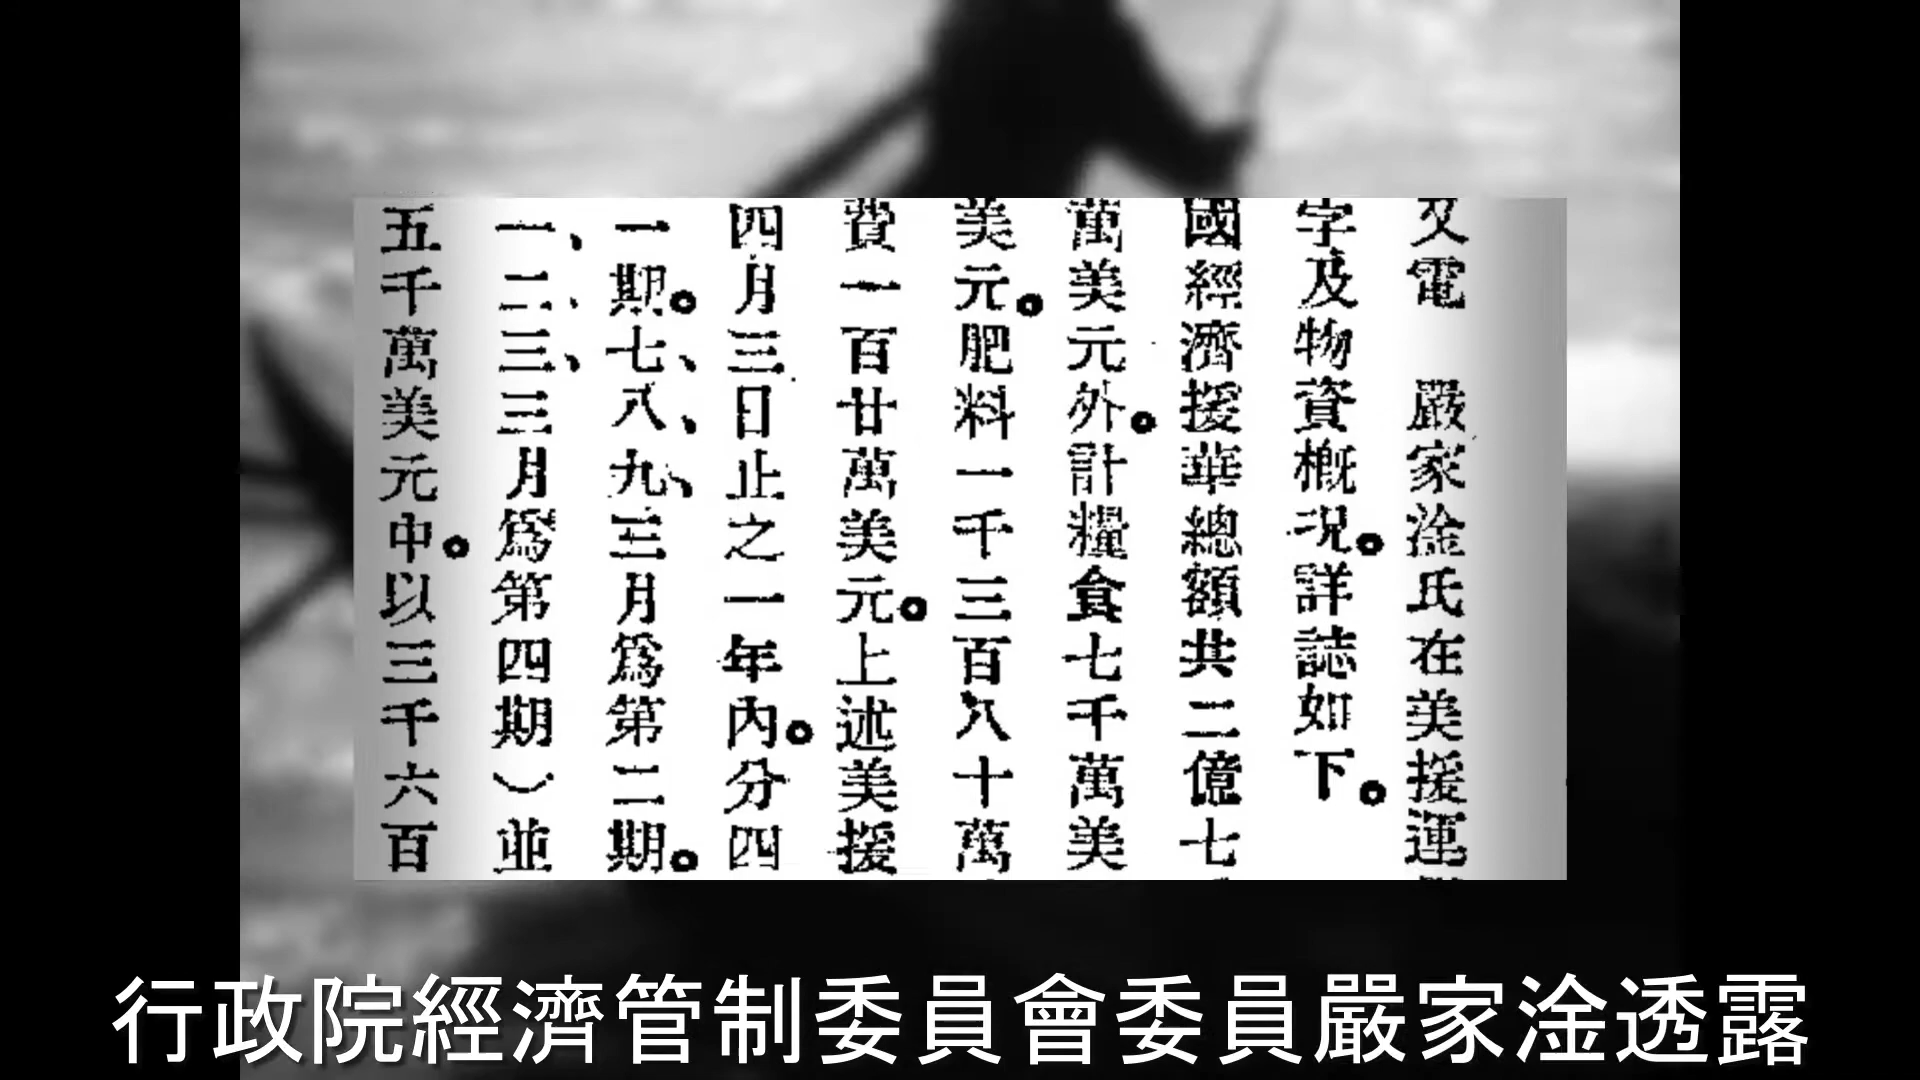 又電　嚴家淦氏在美援運
字及物資概況。詳誌如下。
國經濟援華總額共二億七
萬美元外。計糧食七千萬美
美元。肥料一千三百八十萬
費一百廿萬美元。上述美援
四月三日止之一年內。分四
一期。七、八、九、三月爲第二期。
一、二、三、三月爲第四期）並
五千萬美元中。以三千六百
行政院經濟管制委員會委員嚴家淦透露